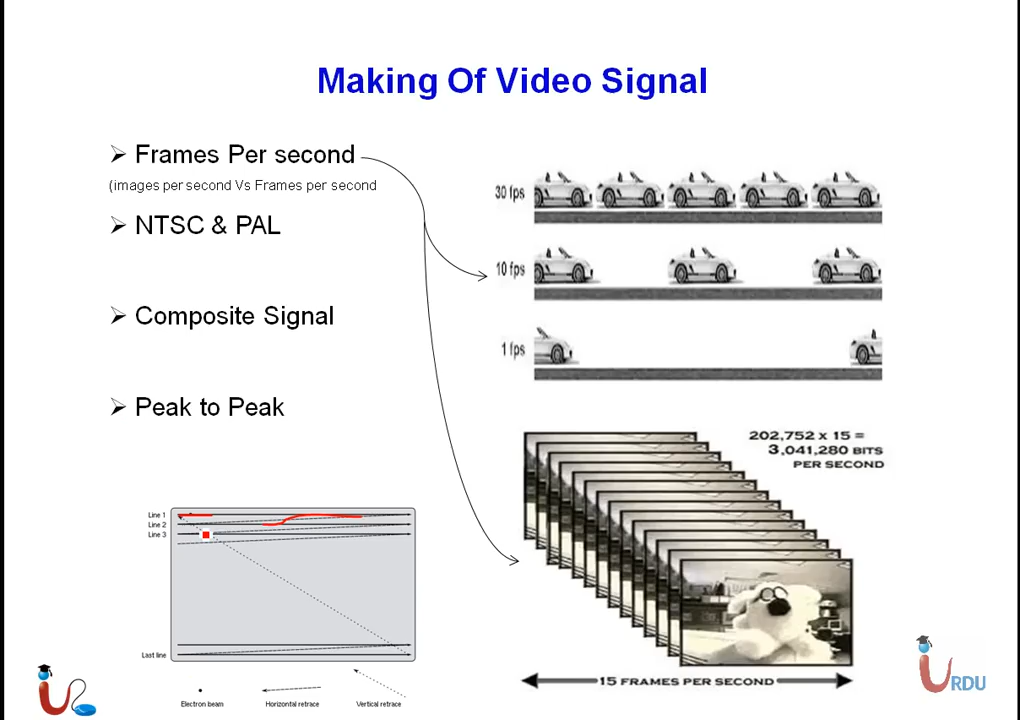 Making Of Video Signal
Frames Per second
(images per second Vs Frames per second
NTSC & PAL
Composite Signal
Peak to Peak
30 fps
10 fps
1 fps
202,752 x 15 =
3,041,280 BITS
PER SECOND
15 FRAMES PER SECOND
Line 1
Line 2
Line 3
Last line
Electron beam
Horizontal retrace
Vertical retrace
URDU